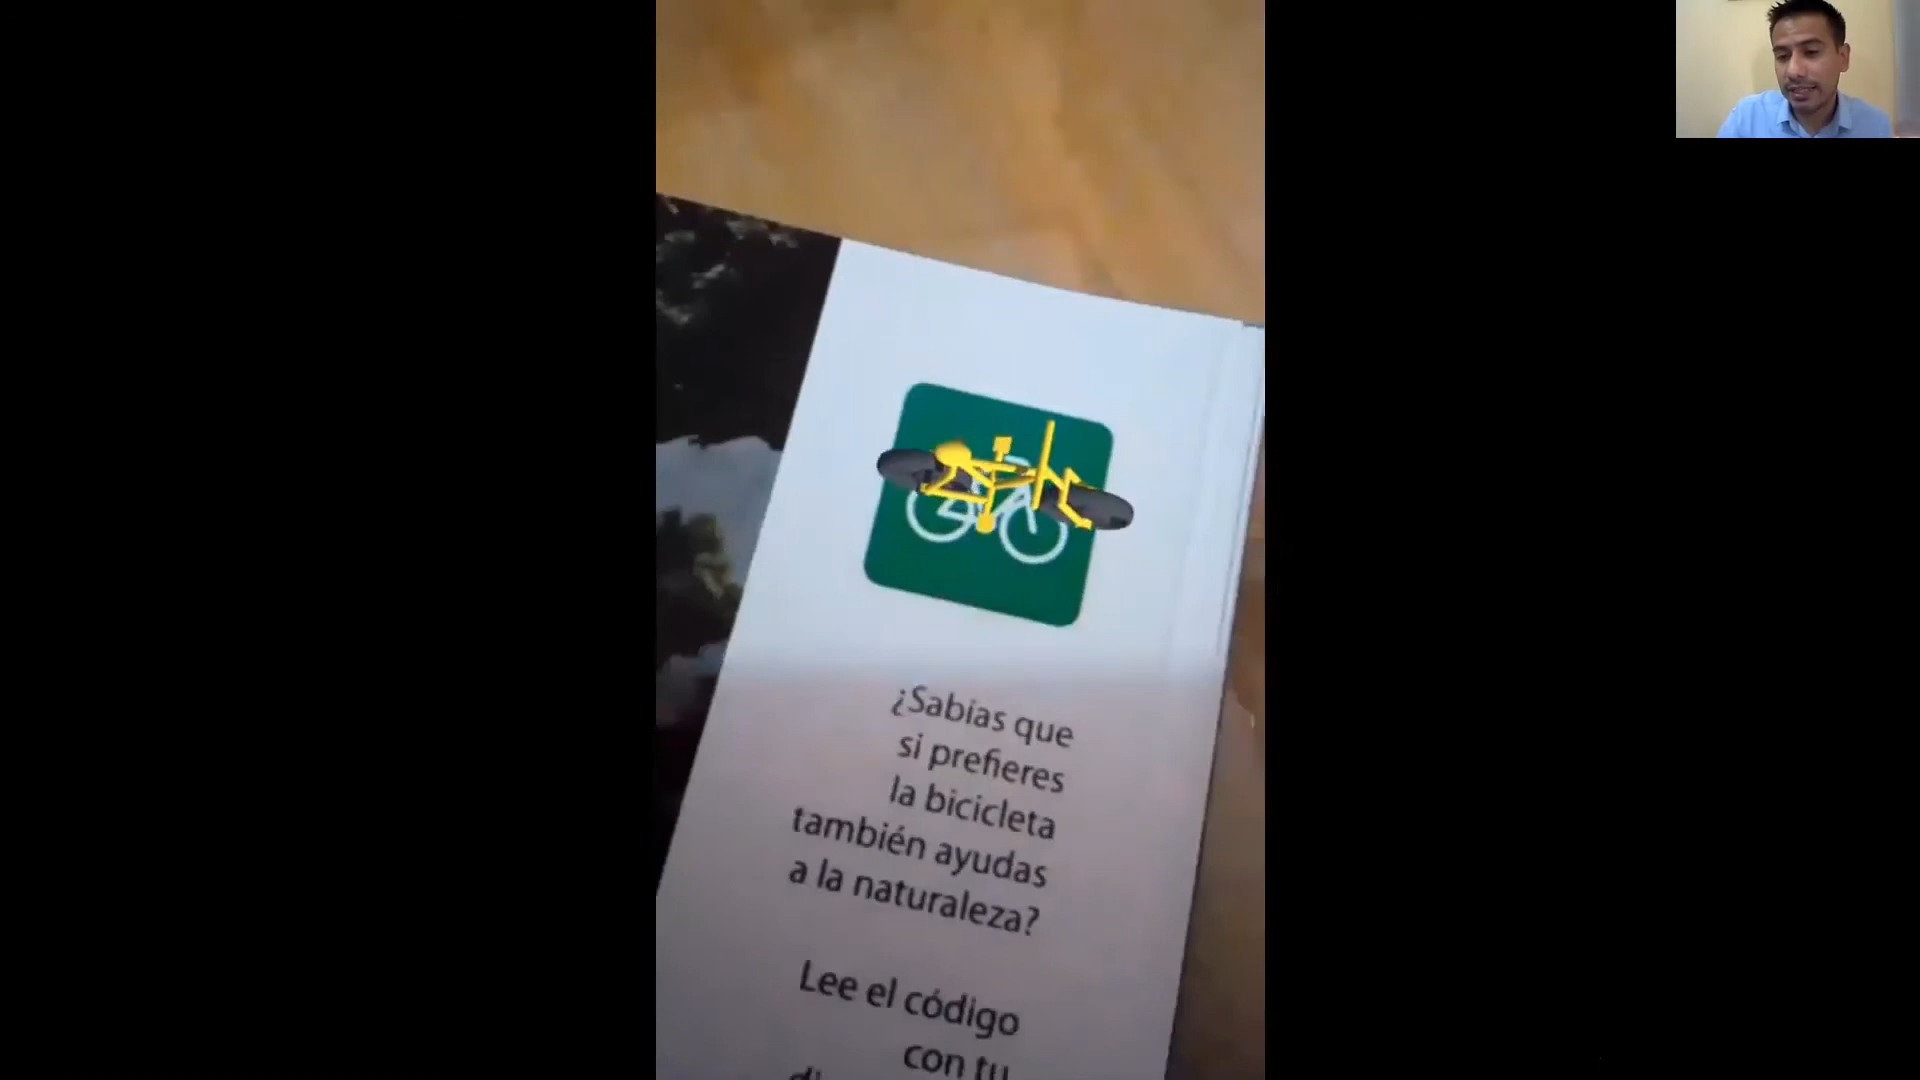 ¿Sabías que
si prefieres
la bicicleta
también ayudas
a la naturaleza?
Lee el código
con tu